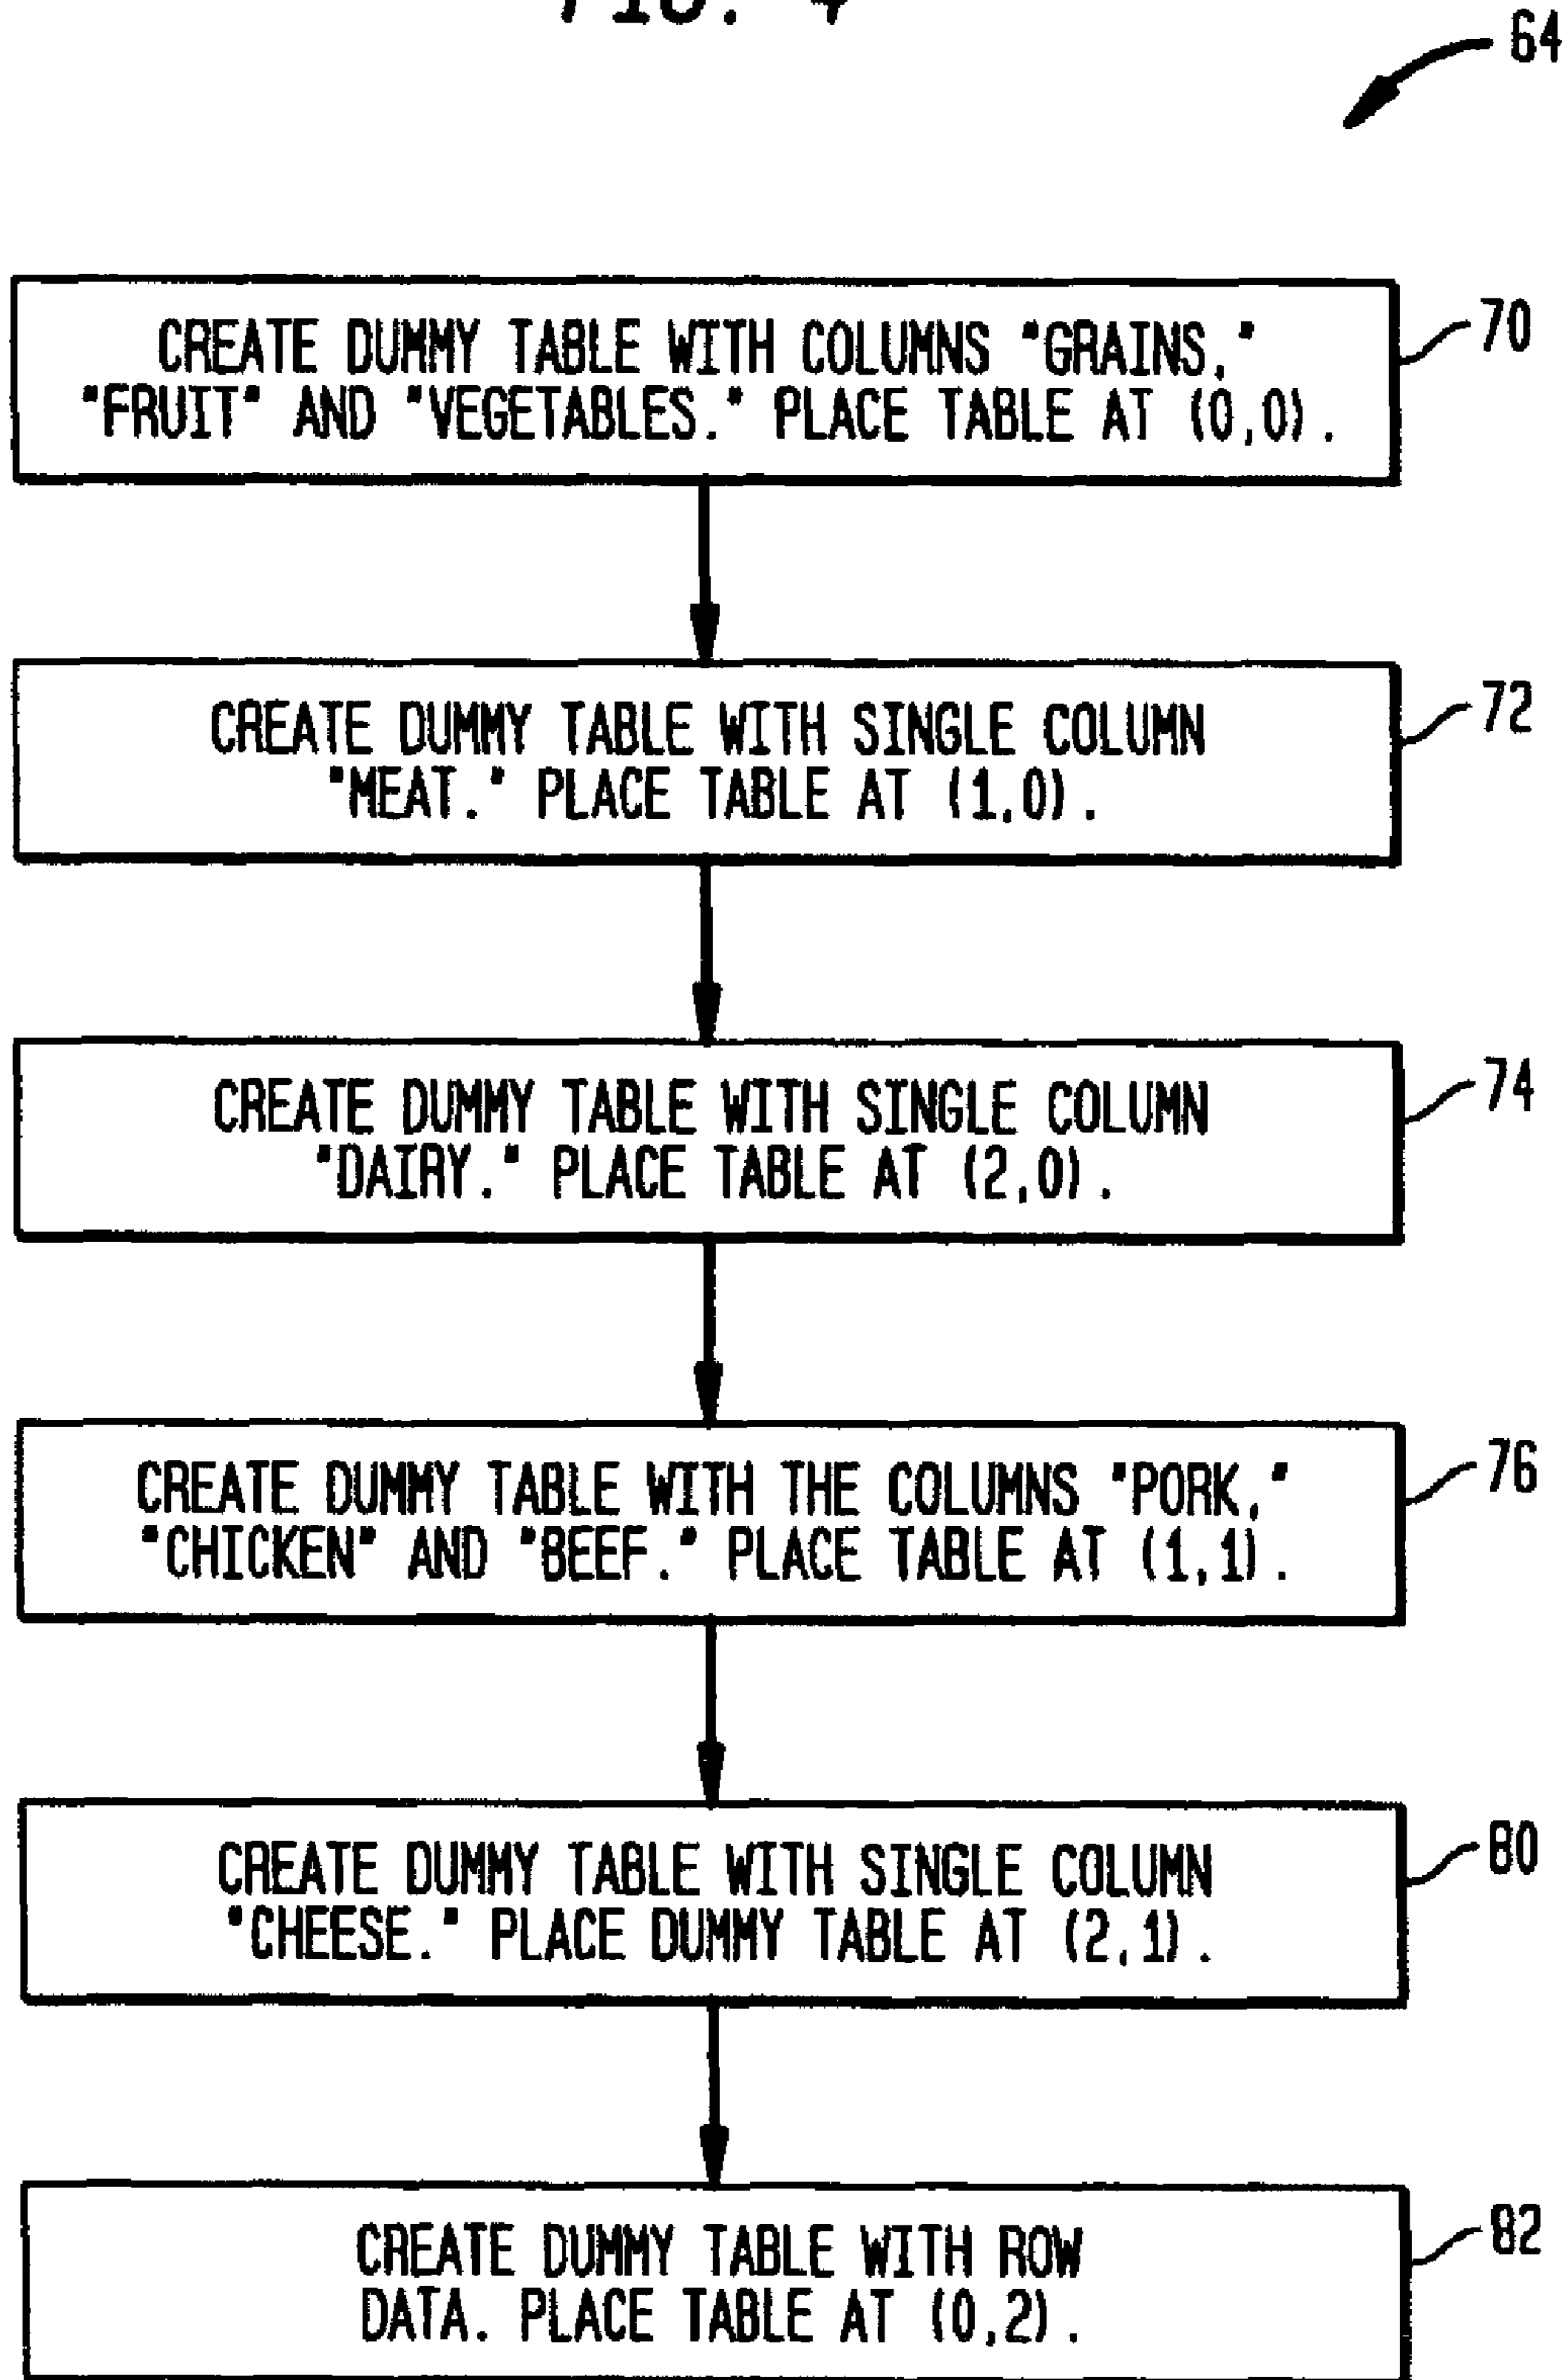 FIG. 4
64
CREATE DUMMY TABLE WITH COLUMNS "GRAINS,"
"FRUIT" AND "VEGETABLES." PLACE TABLE AT (0,0).
70
CREATE DUMMY TABLE WITH SINGLE COLUMN
"MEAT." PLACE TABLE AT (1,0).
72
CREATE DUMMY TABLE WITH SINGLE COLUMN
"DAIRY." PLACE TABLE AT (2,0).
74
CREATE DUMMY TABLE WITH THE COLUMNS "PORK,"
"CHICKEN" AND "BEEF." PLACE TABLE AT (1,1).
76
CREATE DUMMY TABLE WITH SINGLE COLUMN
"CHEESE." PLACE DUMMY TABLE AT (2,1).
80
CREATE DUMMY TABLE WITH ROW
DATA. PLACE TABLE AT (0,2).
82